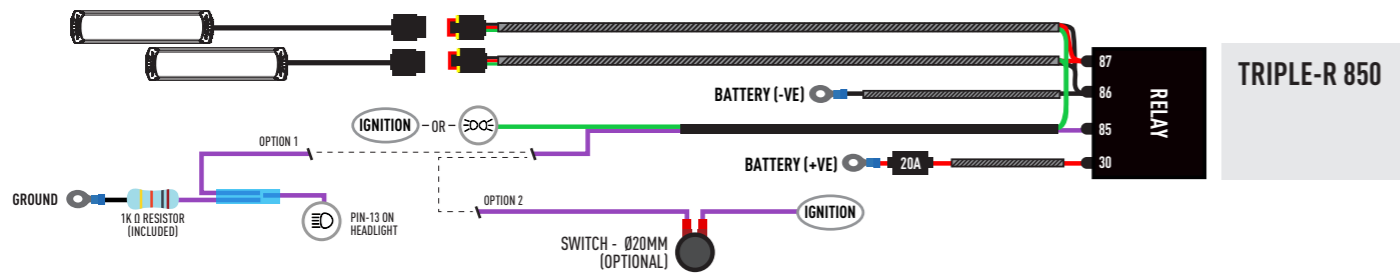 87
TRIPLE-R 850
BATTERY (-VE)
86
RELAY
IGNITION - OR -
85
OPTION 1
BATTERY (+VE)
20A
30
GROUND
1K Ω RESISTOR
(INCLUDED)
PIN-13 ON
HEADLIGHT
OPTION 2
IGNITION
SWITCH - Ø20MM
(OPTIONAL)